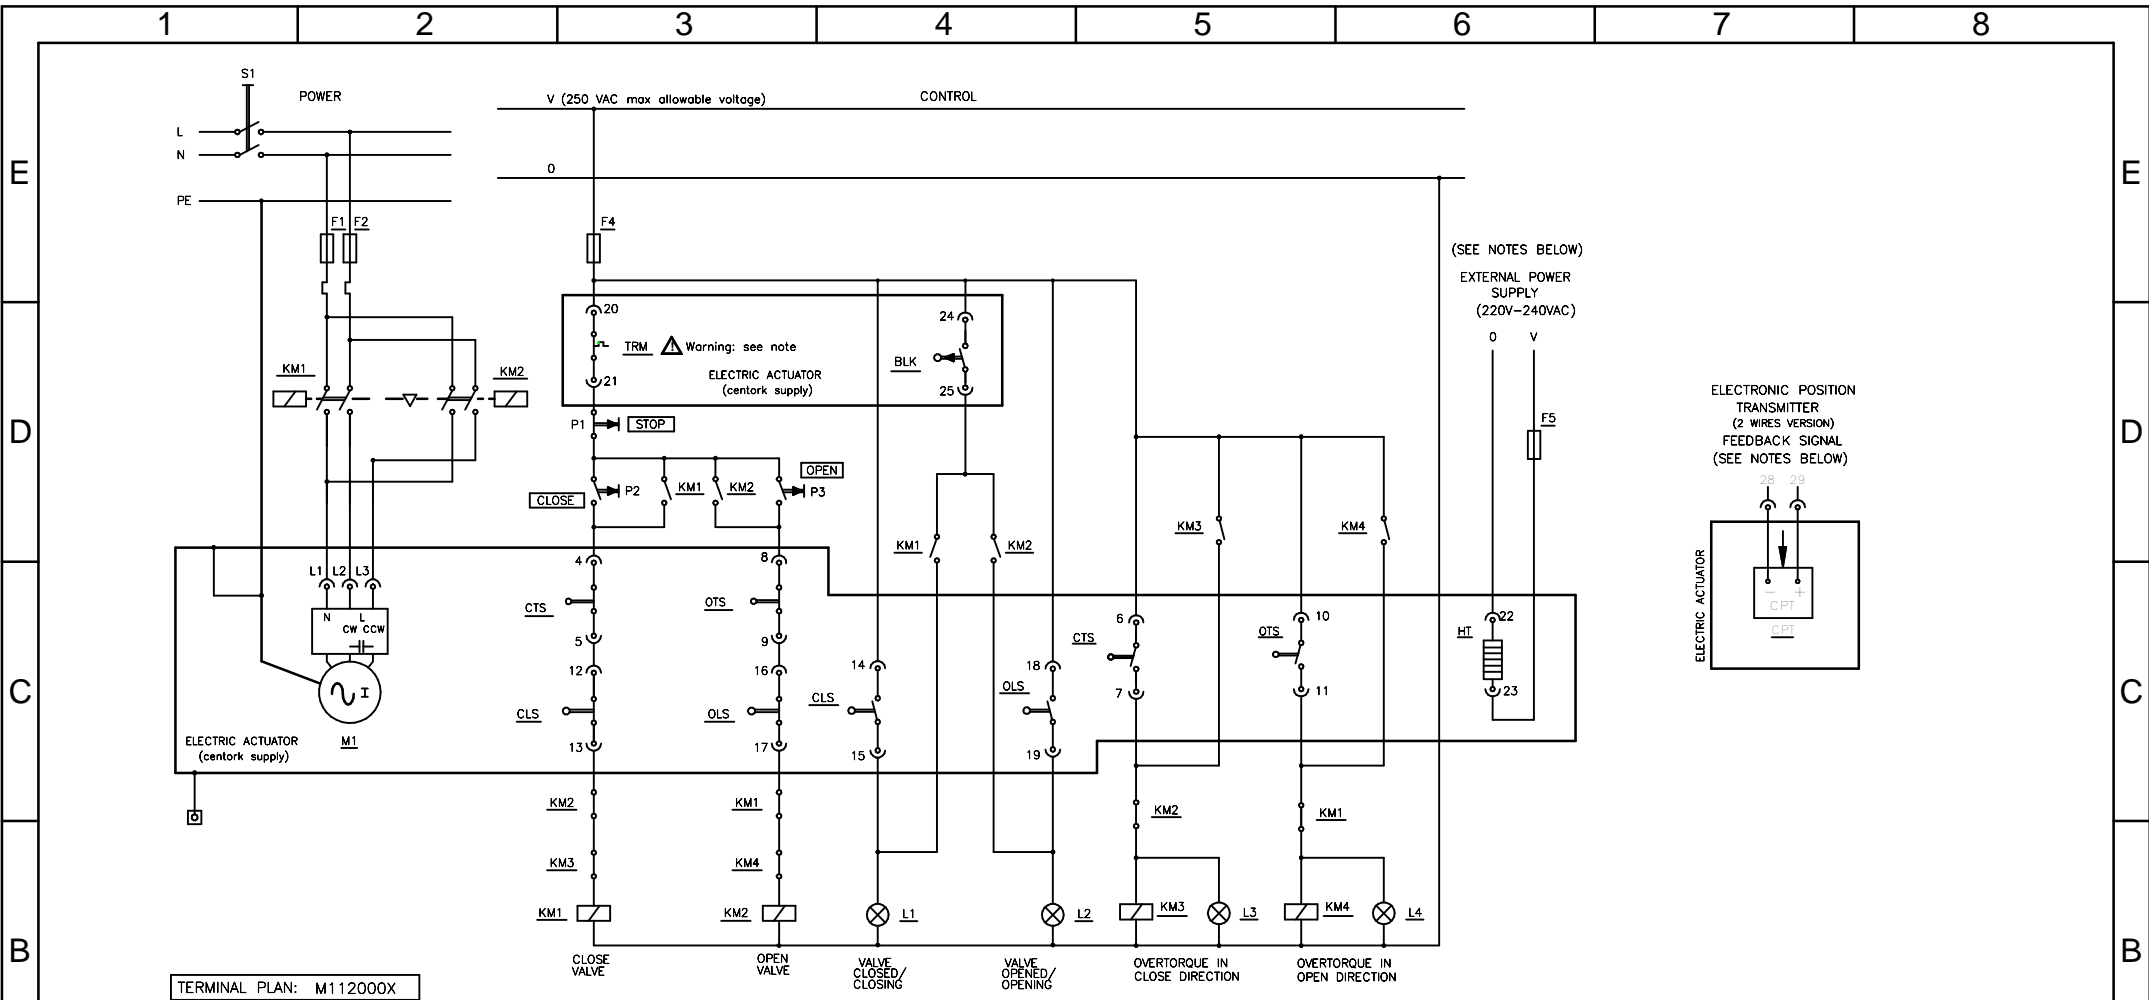 1 2 3 4 5 6 7 8
S1
POWER
V (250 VAC max allowable voltage)
CONTROL
L
N
0
E
E
PE
F1 F2
F4
(SEE NOTES BELOW)
EXTERNAL POWER
SUPPLY
(220V-240VAC)
0 V
20
TRM
Warning: see note
21
ELECTRIC ACTUATOR
(centork supply)
24
BLK
25
KM1
KM2
ELECTRONIC POSITION
TRANSMITTER
(2 WIRES VERSION)
FEEDBACK SIGNAL
(SEE NOTES BELOW)
28 29
D
D
P1
STOP
F5
CLOSE
P2
KM1
KM2
OPEN
P3
KM3
KM4
KM1
KM2
L1 L2 L3
4
8
N L
CW CCW
I
M1
CTS
OTS
5
9
12
16
CLS
OLS
13
17
14
CLS
15
18
OLS
19
6
CTS
7
10
OTS
11
22
HT
23
ELECTRIC ACTUATOR
- +
CPT
CPT
C
C
ELECTRIC ACTUATOR
(centork supply)
KM2
KM1
KM2
KM1
KM3
KM4
KM1
KM2
L1
L2
KM3
L3
KM4
L4
B
B
CLOSE
VALVE
OPEN
VALVE
VALVE
CLOSED/
CLOSING
VALVE
OPENED/
OPENING
OVERTORQUE IN
CLOSE DIRECTION
OVERTORQUE IN
OPEN DIRECTION
TERMINAL PLAN: M112000X